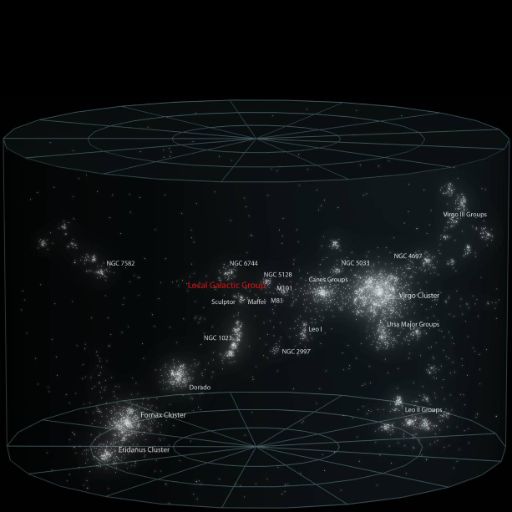 Virgo III Groups
NGC 7582
NGC 6744
NGC 5033
NGC 4697
NGC 5128
Local Galactic Group
M101
Canes Groups
Virgo Cluster
Sculptor
Maffei
M81
Ursa Major Groups
Leo I
NGC 1023
NGC 2997
Dorado
Fornax Cluster
Leo II Groups
Eridanus Cluster